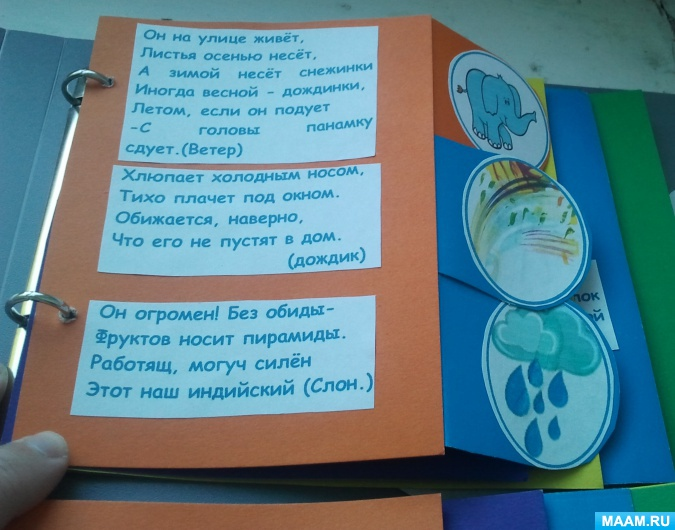 Он на улице живёт,
Листья осенью несёт,
А зимой несёт снежинки
Иногда весной - дождинки,
Летом, если он подует
-С головы панамку
сдует.(Ветер)
Хлюпает холодным носом,
Тихо плачет под окном.
Обижается, наверно,
Что его не пустят в дом.
(дождик)
Он огромен! Без обиды-
Фруктов носит пирамиды.
Работящ, могуч силён
Этот наш индийский (Слон.)
MAAM.RU